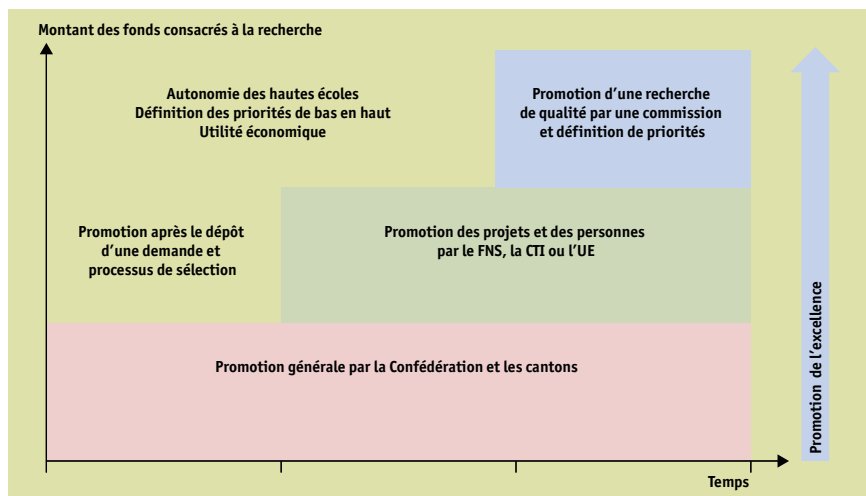 Montant des fonds consacrés à la recherche
Autonomie des hautes écoles
Définition des priorités de bas en haut
Utilité économique
Promotion d’une recherche
de qualité par une commission
et définition de priorités
Promotion après le dépôt
d’une demande et
processus de sélection
Promotion des projets et des personnes
par le FNS, la CTI ou l’UE
Promotion générale par la Confédération et les cantons
Promotion de l’excellence
Temps